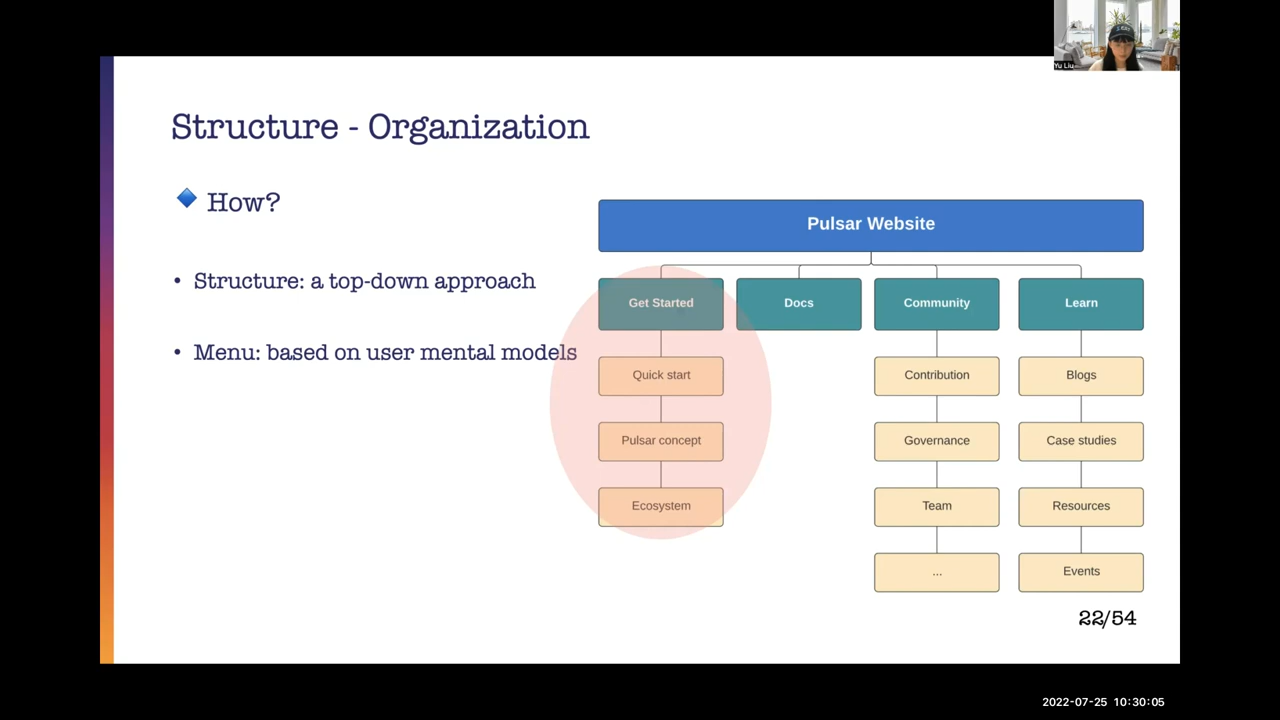 Yu Liu
Structure - Organization
How?
• Structure: a top-down approach
• Menu: based on user mental models
Pulsar Website
Get Started
Docs
Community
Learn
Quick start
Contribution
Blogs
Pulsar concept
Governance
Case studies
Ecosystem
Team
Resources
...
Events
22/54
2022-07-25 10:30:05